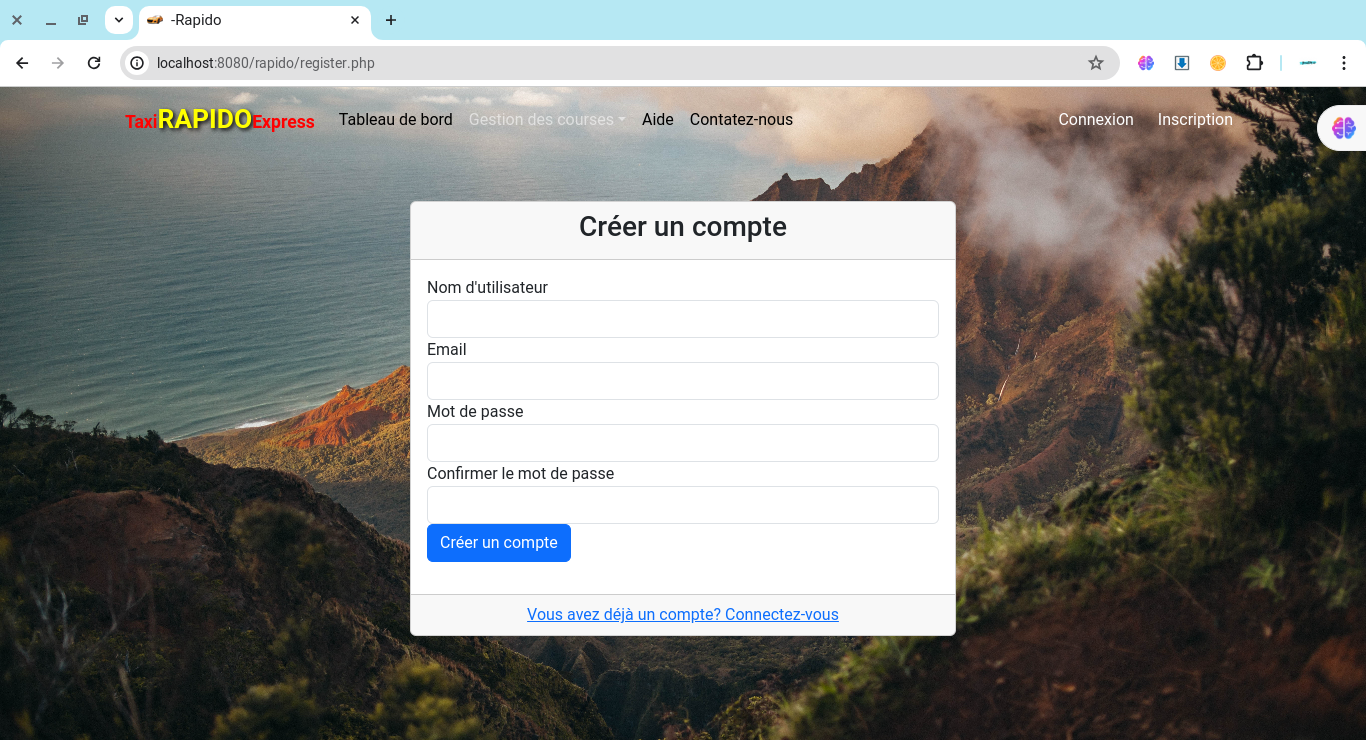 -Rapido
localhost:8080/rapido/register.php
TaxiRAPIDOExpress Tableau de bord Gestion des courses Aide Contatez-nous Connexion Inscription
Créer un compte
Nom d'utilisateur
Email
Mot de passe
Confirmer le mot de passe
Créer un compte
Vous avez déjà un compte? Connectez-vous